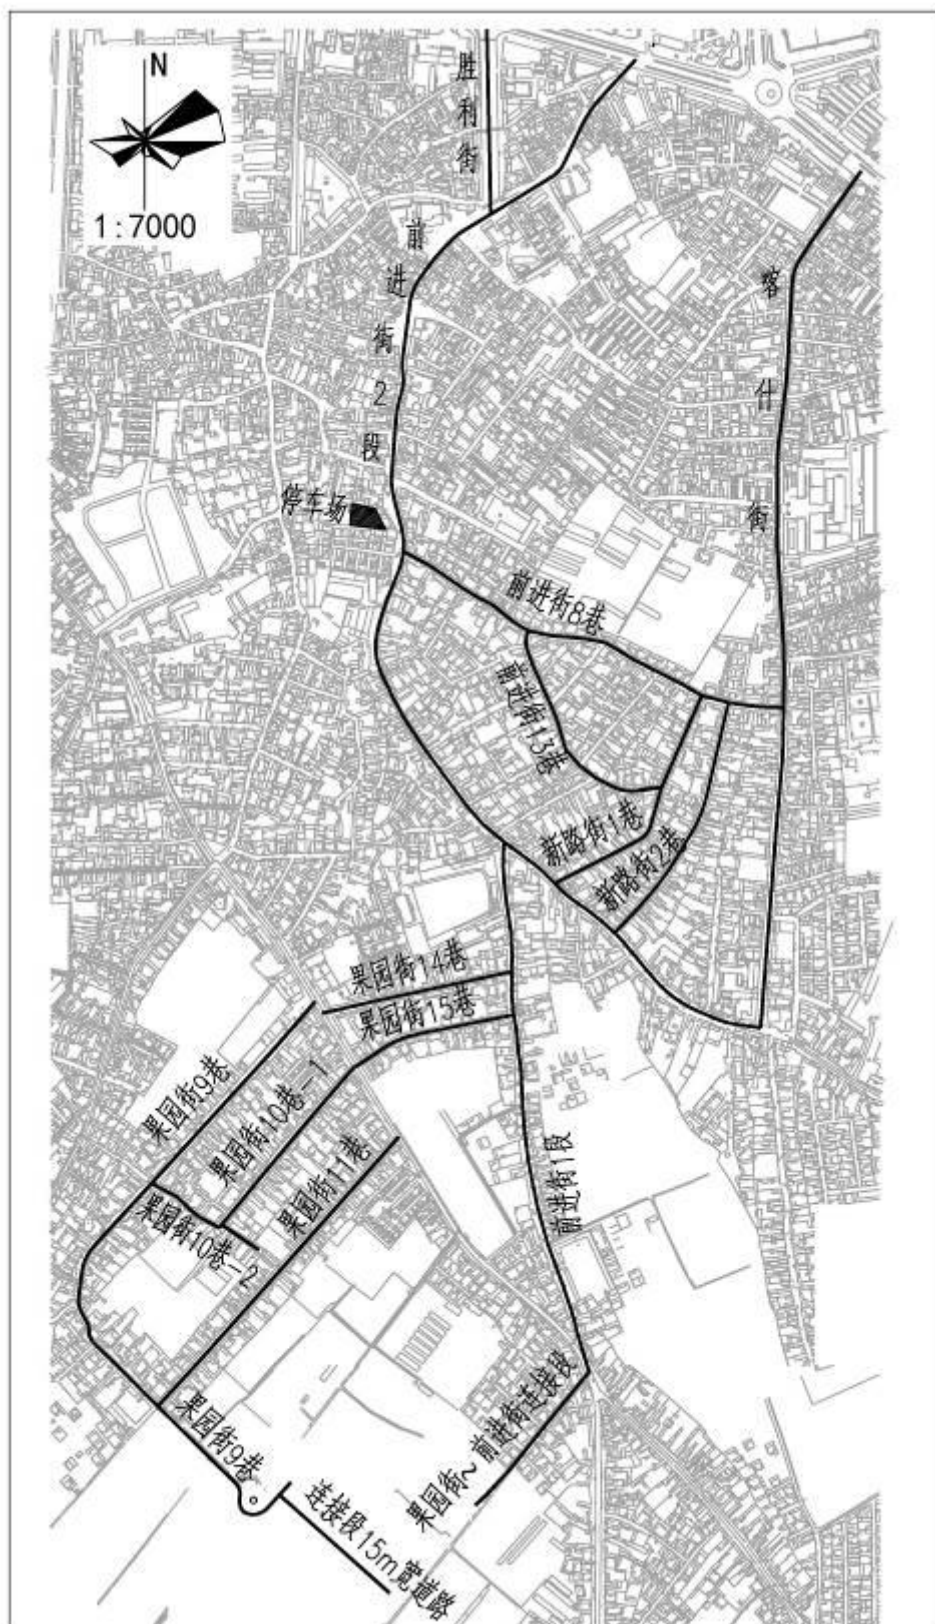 N
1:7000
胜利街
前进街2段
喀什街
停车场
前进街8巷
前进街13巷
新路街1巷
新路街2巷
果园街14巷
果园街15巷
果园街9巷
果园街10巷-1
果园街11巷
前进街1段
果园街10巷-2
果园街9巷
果园街~前进街连接段
连接段15m宽道路